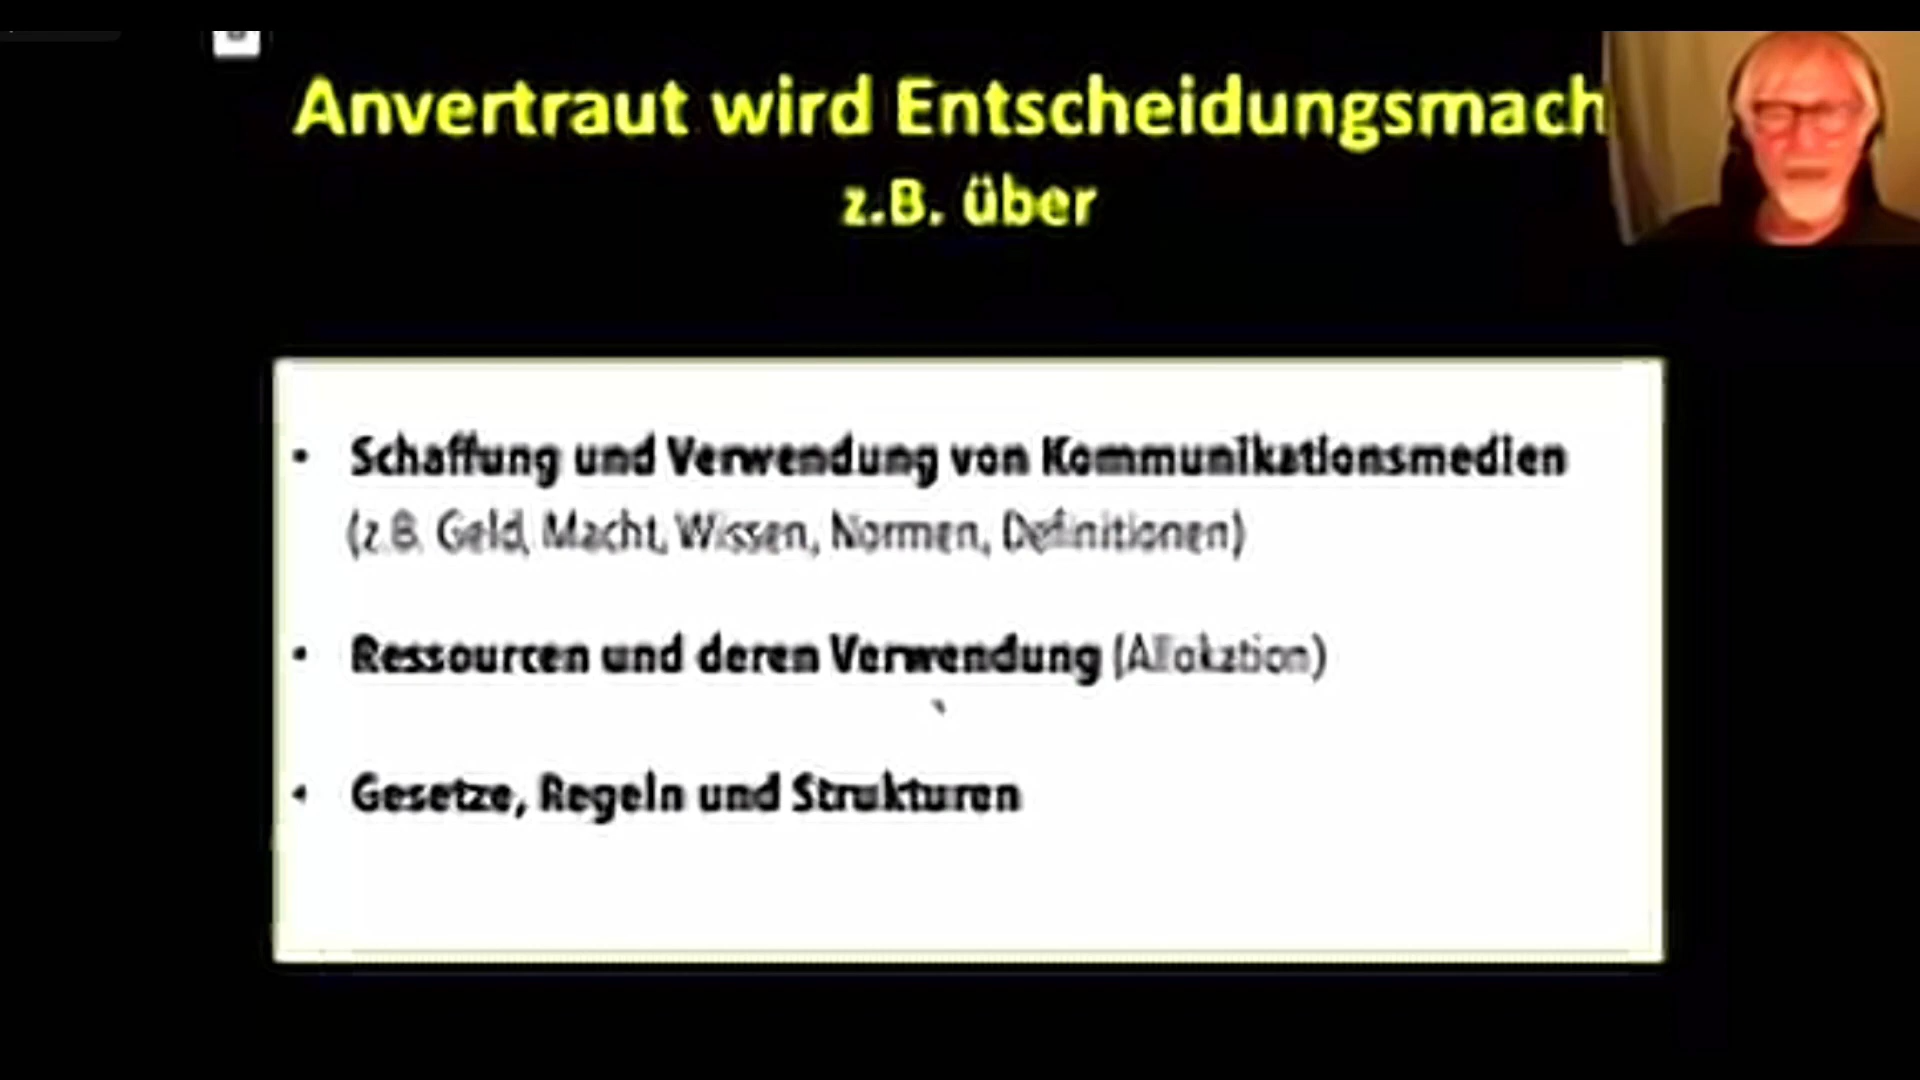 Anvertraut wird Entscheidungsmach
z.B. über
• Schaffung und Verwendung von Kommunikationsmedien
(z.B. Geld, Macht, Wissen, Normen, Definitionen)
• Ressourcen und deren Verwendung (Allokation)
• Gesetze, Regeln und Strukturen